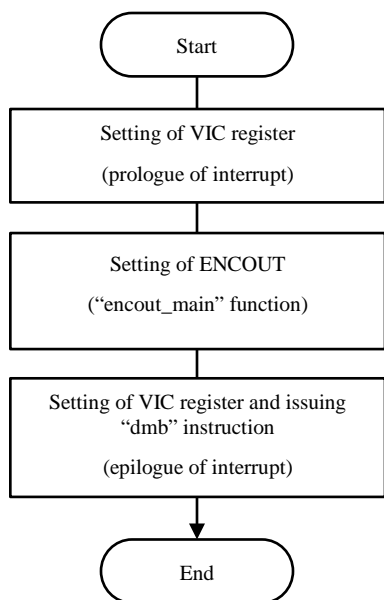 Start
Setting of VIC register
(prologue of interrupt)
Setting of ENCOUT
(“encout_main” function)
Setting of VIC register and issuing
“dmb” instruction
(epilogue of interrupt)
End